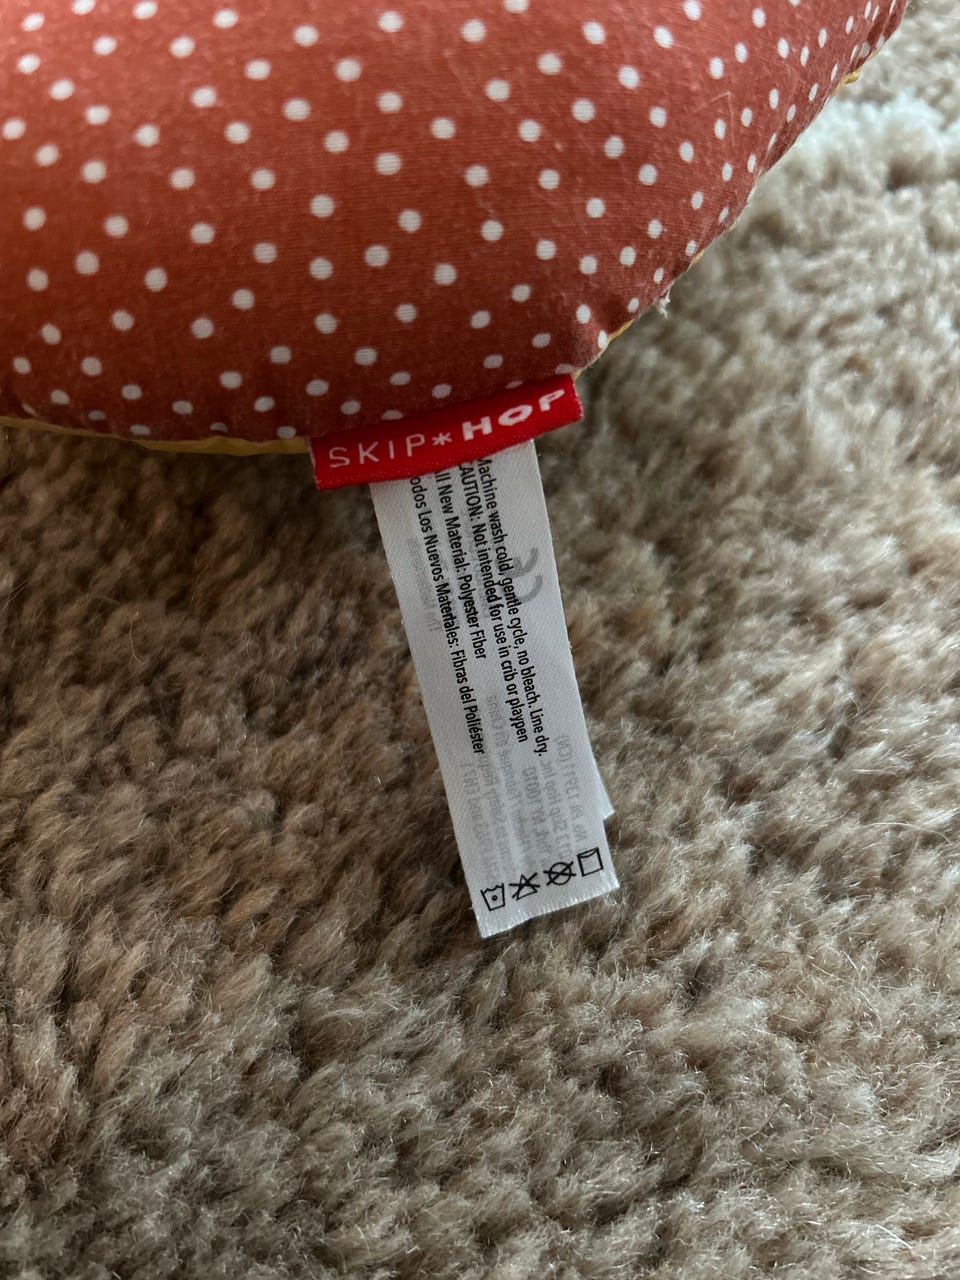 SKIP*HOP
Machine wash cold, gentle cycle, no bleach. Line dry.
CAUTION: Not intended for use in crib or playpen
All New Material: Polyester Fiber
Todos Los Nuevos Materiales: Fibras del Poliéster